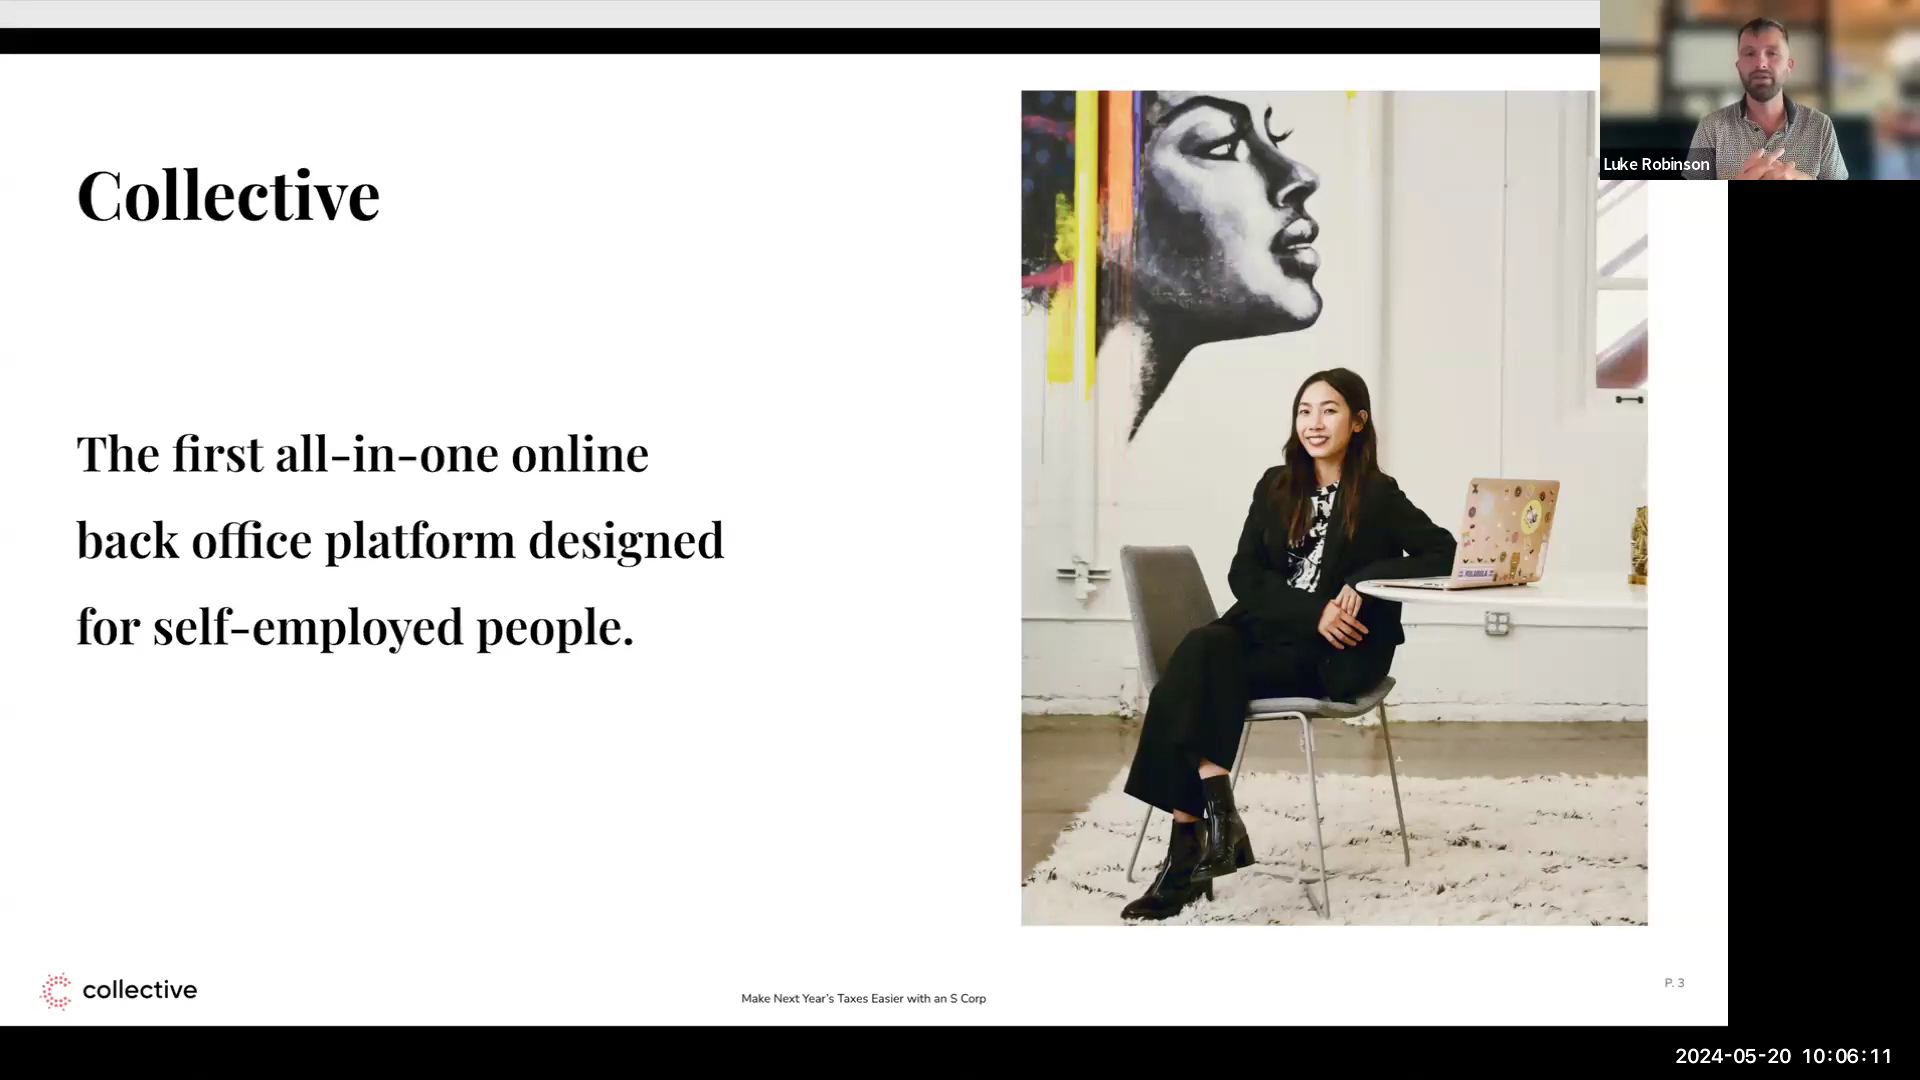 Collective
Luke Robinson
The first all-in-one online
back office platform designed
for self-employed people.
collective
Make Next Year's Taxes Easier with an S Corp
P. 3
2024-05-20 10:06:11